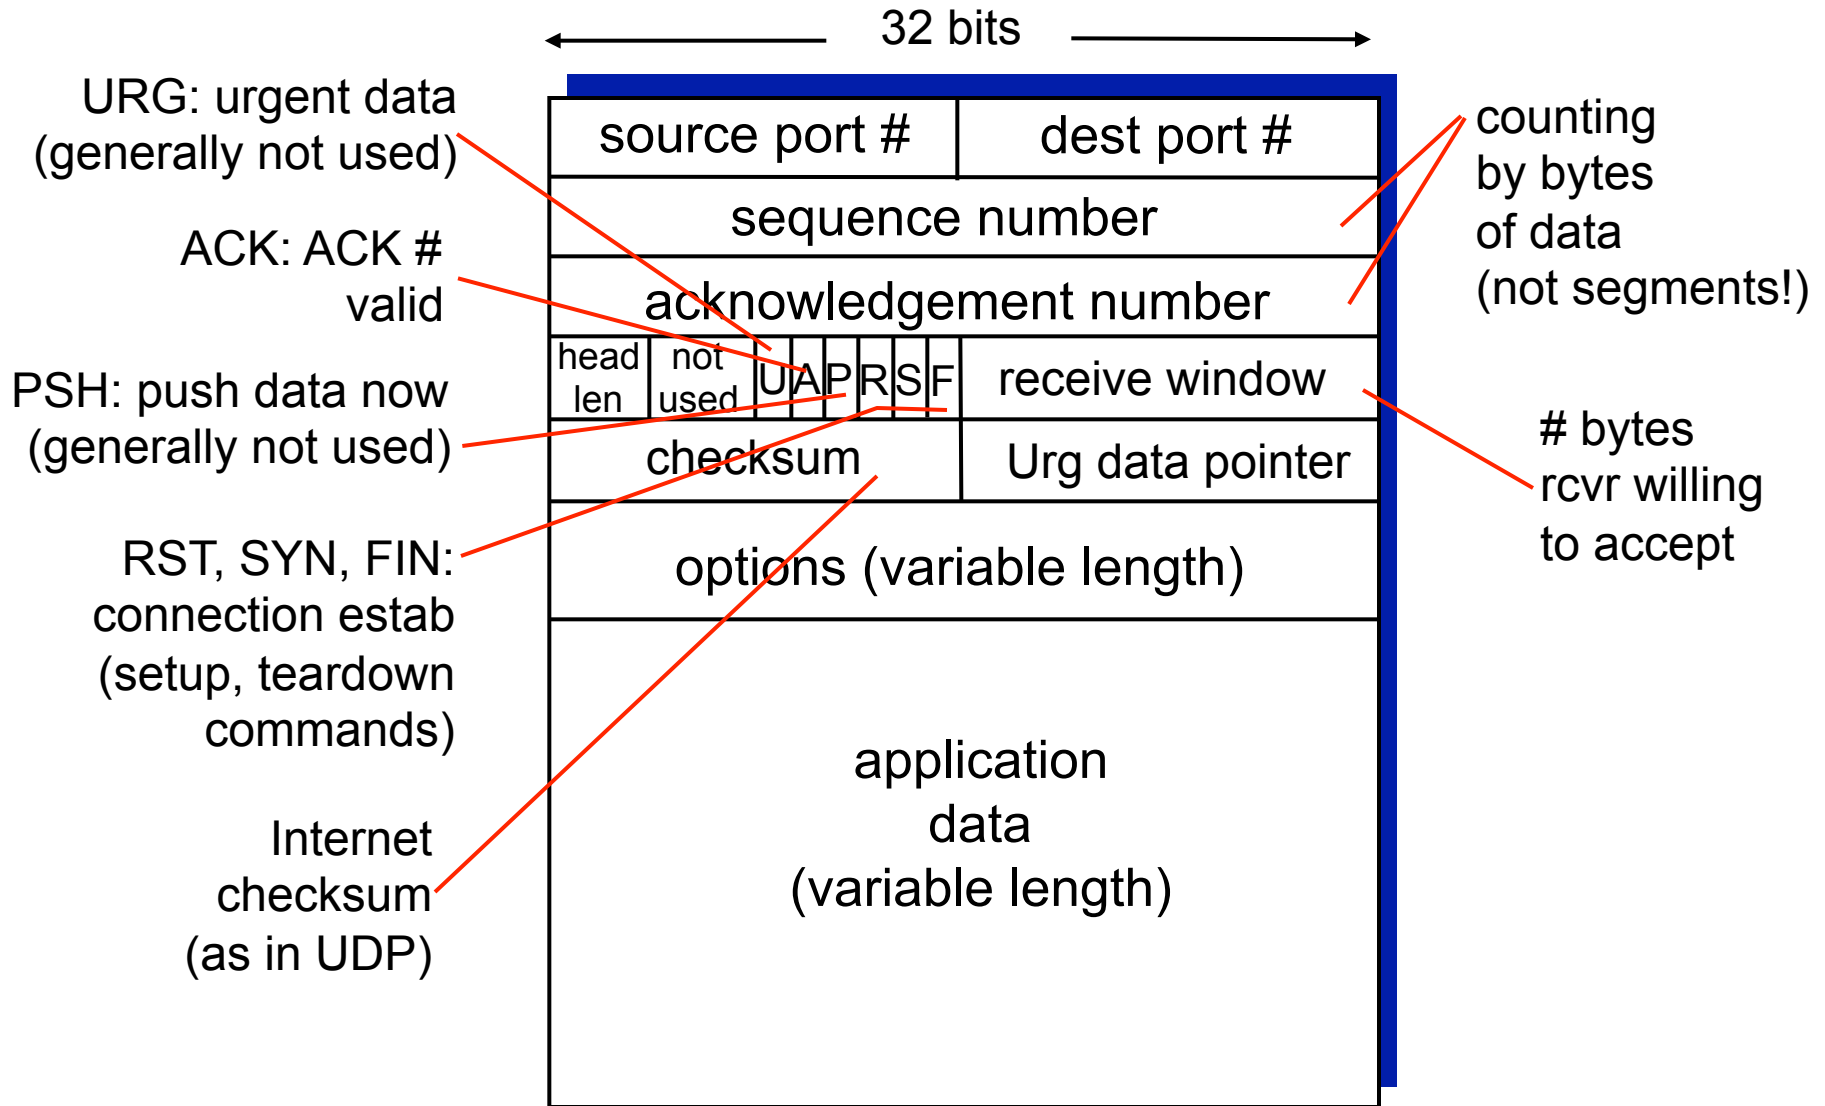 32 bits
URG: urgent data
(generally not used)
ACK: ACK #
valid
PSH: push data now
(generally not used)
RST, SYN, FIN:
connection estab
(setup, teardown
commands)
Internet
checksum
(as in UDP)
source port #
dest port #
sequence number
acknowledgement number
head
len
not
used
U
A
P
R
S
F
receive window
checksum
Urg data pointer
options (variable length)
application
data
(variable length)
counting
by bytes
of data
(not segments!)
# bytes
rcvr willing
to accept